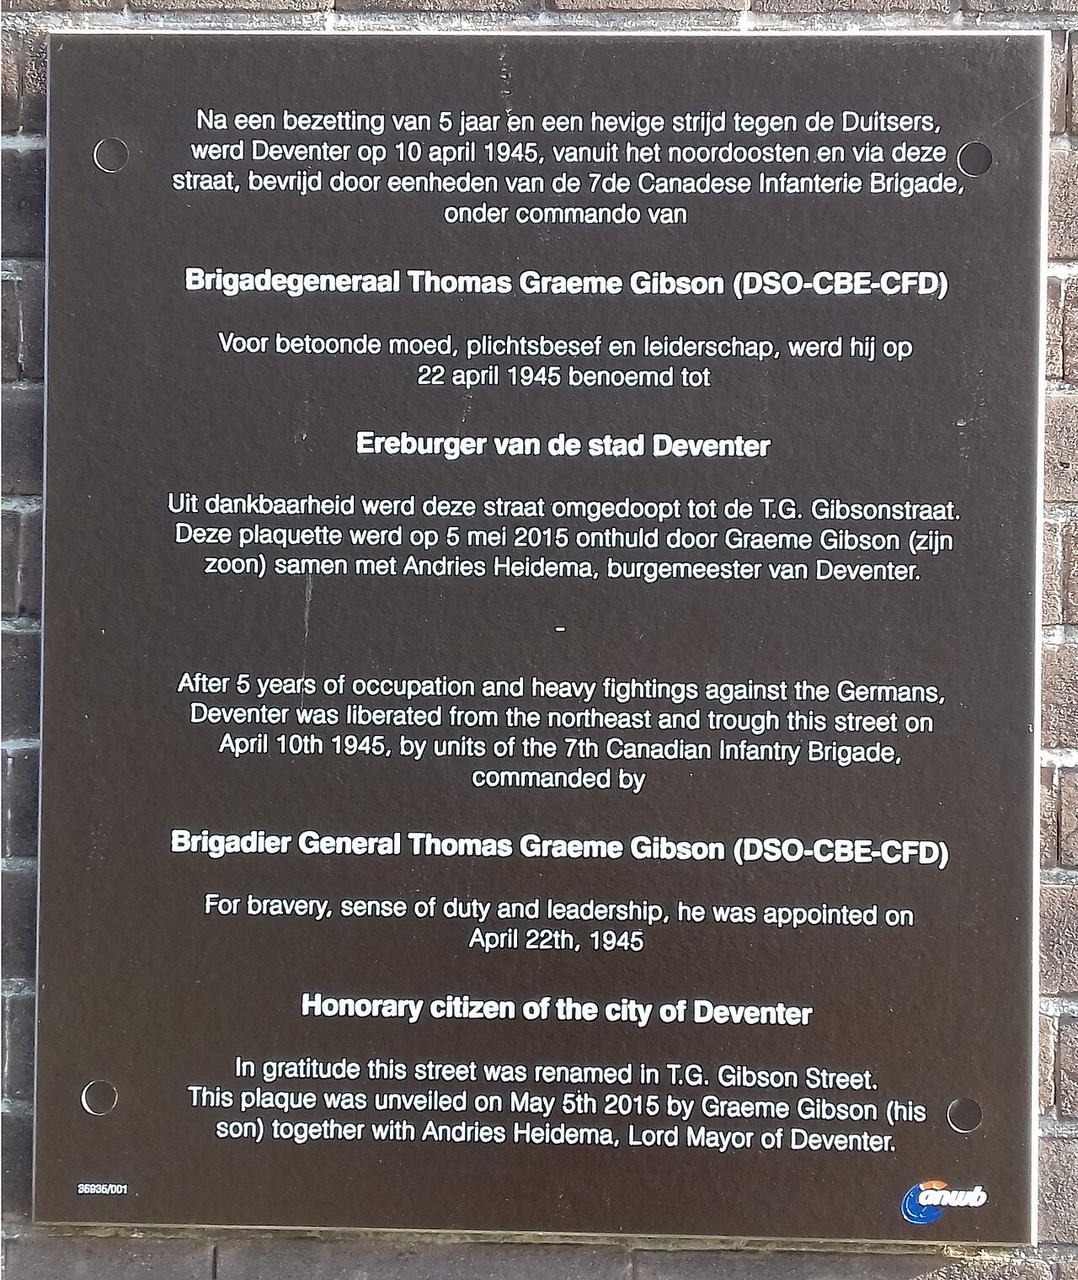 Na een bezetting van 5 jaar en een hevige strijd tegen de Duitsers,
werd Deventer op 10 april 1945, vanuit het noordoosten en via deze
straat, bevrijd door eenheden van de 7de Canadese Infanterie Brigade,
onder commando van
Brigadegeneraal Thomas Graeme Gibson (DSO-CBE-CFD)
Voor betoonde moed, plichtsbesef en leiderschap, werd hij op
22 april 1945 benoemd tot
Ereburger van de stad Deventer
Uit dankbaarheid werd deze straat omgedoopt tot de T.G. Gibsonstraat.
Deze plaquette werd op 5 mei 2015 onthuld door Graeme Gibson (zijn
zoon) samen met Andries Heidema, burgemeester van Deventer.
-
After 5 years of occupation and heavy fightings against the Germans,
Deventer was liberated from the northeast and trough this street on
April 10th 1945, by units of the 7th Canadian Infantry Brigade,
commanded by
Brigadier General Thomas Graeme Gibson (DSO-CBE-CFD)
For bravery, sense of duty and leadership, he was appointed on
April 22th, 1945
Honorary citizen of the city of Deventer
In gratitude this street was renamed in T.G. Gibson Street.
This plaque was unveiled on May 5th 2015 by Graeme Gibson (his
son) together with Andries Heidema, Lord Mayor of Deventer.
35935/001
anwb